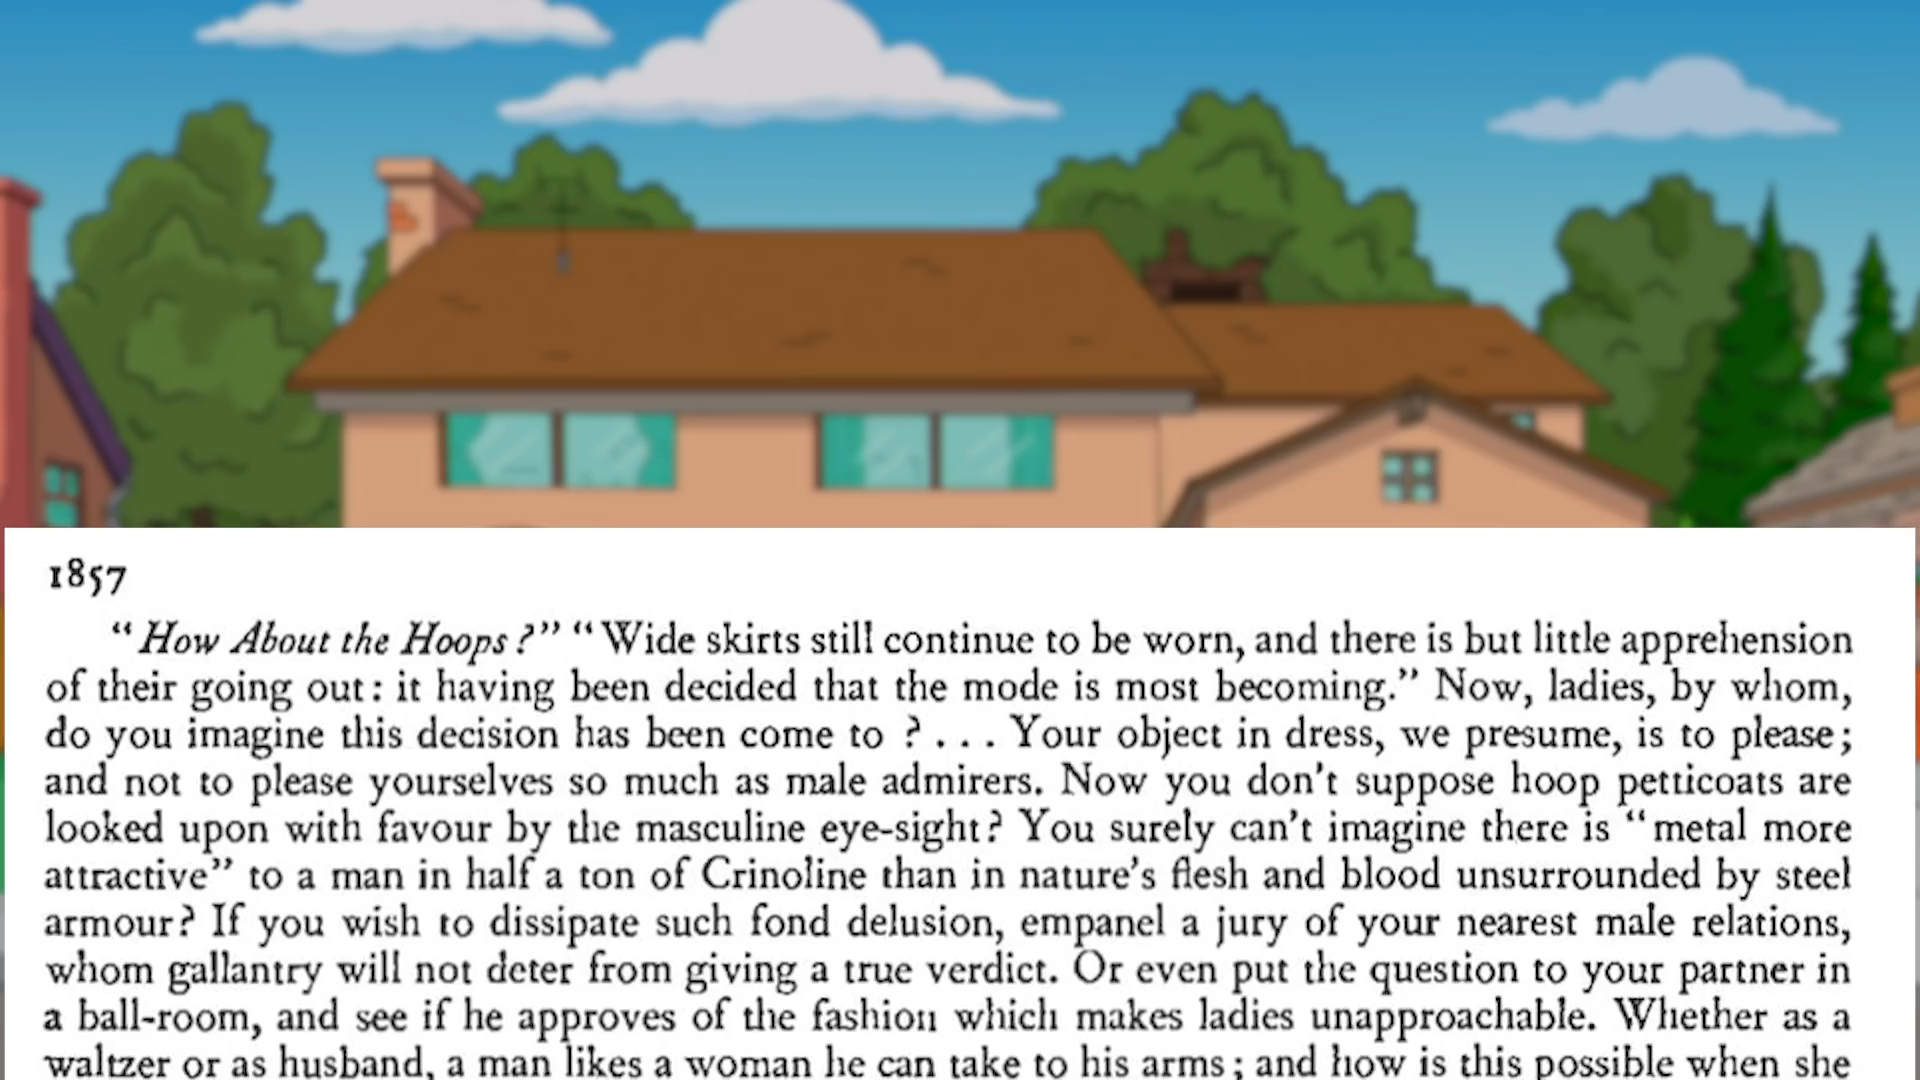 1857
“How About the Hoops?” “Wide skirts still continue to be worn, and there is but little apprehension
of their going out: it having been decided that the mode is most becoming.” Now, ladies, by whom,
do you imagine this decision has been come to ?... Your object in dress, we presume, is to please;
and not to please yourselves so much as male admirers. Now you don't suppose hoop petticoats are
looked upon with favour by the masculine eye-sight? You surely can't imagine there is “metal more
attractive” to a man in half a ton of Crinoline than in nature's flesh and blood unsurrounded by steel
armour? If you wish to dissipate such fond delusion, empanel a jury of your nearest male relations,
whom gallantry will not deter from giving a true verdict. Or even put the question to your partner in
a ball-room, and see if he approves of the fashion which makes ladies unapproachable. Whether as a
waltzer or as husband, a man likes a woman he can take to his arms; and how is this possible when she